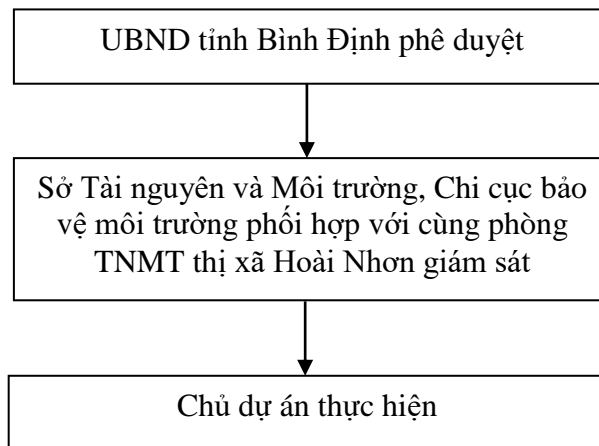 UBND tỉnh Bình Định phê duyệt
Sở Tài nguyên và Môi trường, Chi cục bảo
vệ môi trường phối hợp với cùng phòng
TNMT thị xã Hoài Nhơn giám sát
Chủ dự án thực hiện